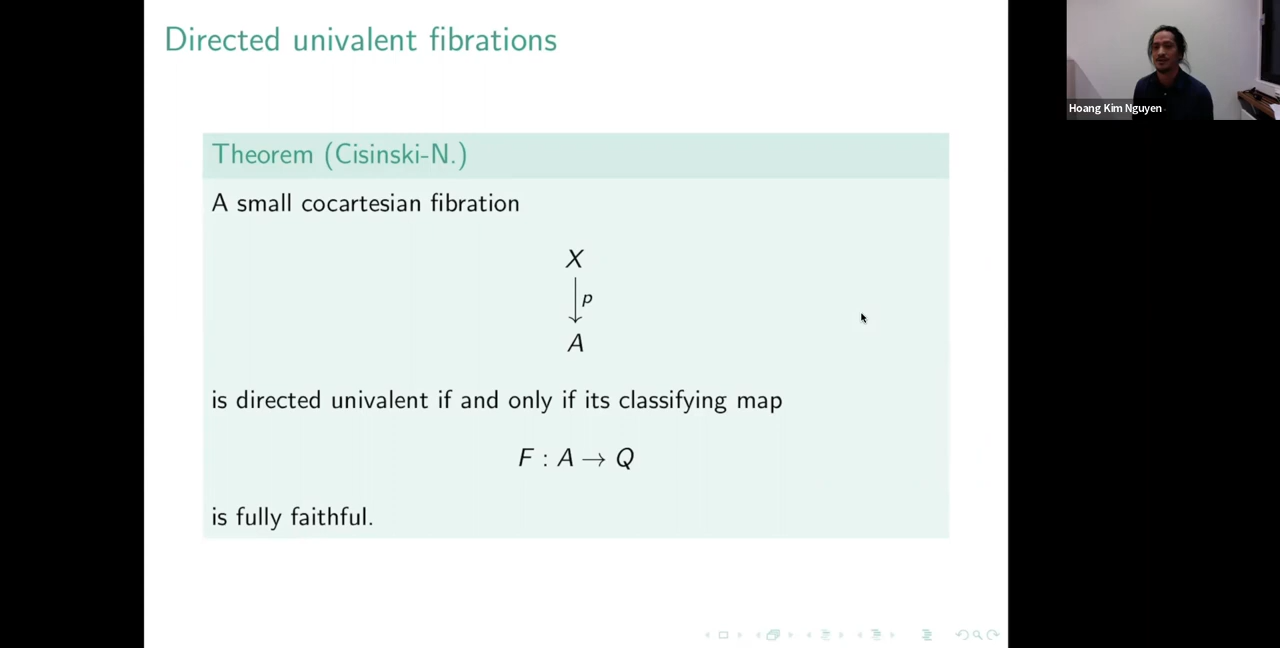 Directed univalent fibrations
Hoang Kim Nguyen
Theorem (Cisinski-N.)
A small cocartesian fibration
X
p
A
is directed univalent if and only if its classifying map
F : A → Q
is fully faithful.